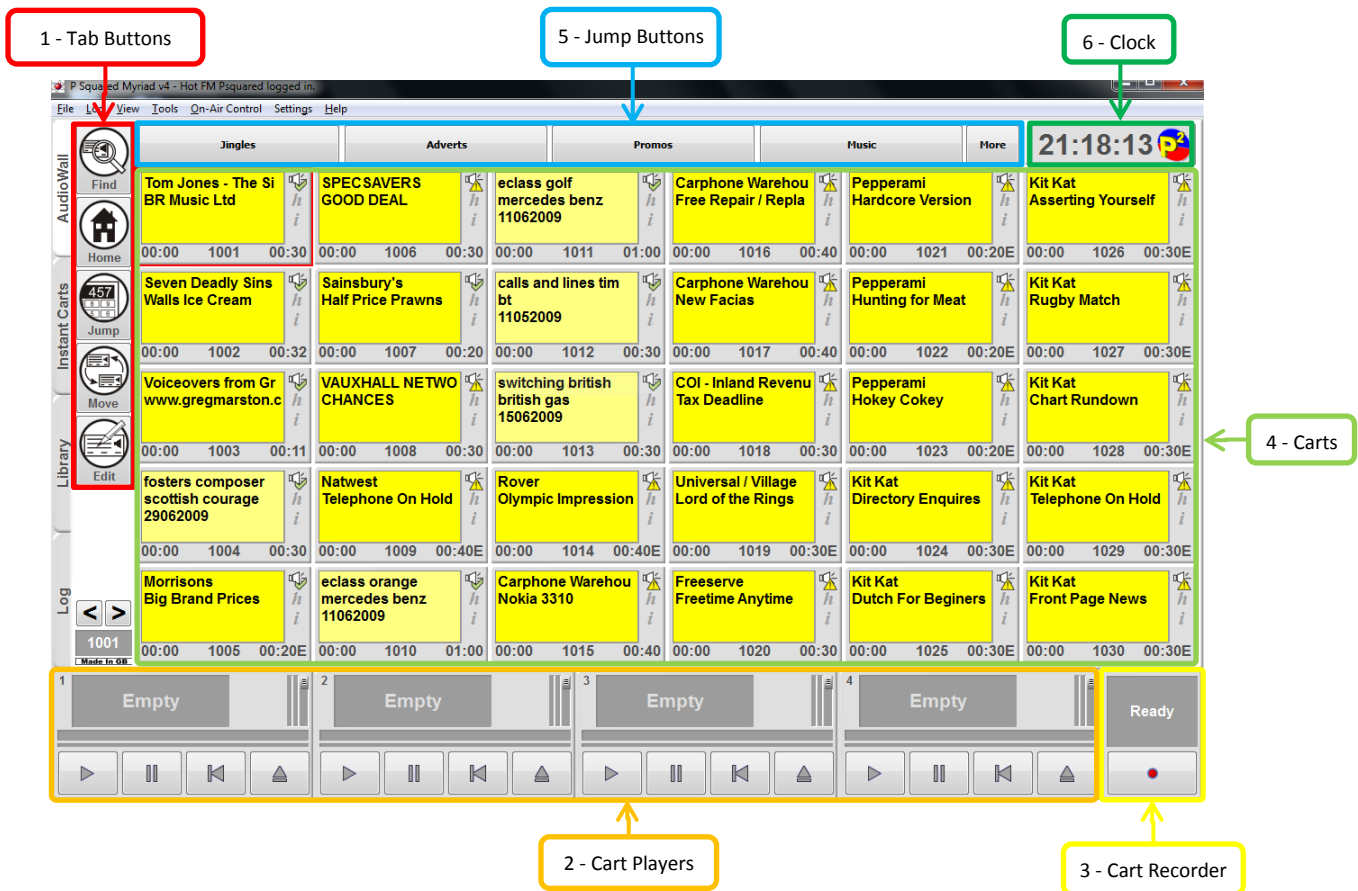 1 - Tab Buttons
5 - Jump Buttons
6 - Clock
P Squared Myriad v4 - Hot FM Psquared logged in.
File Log View Tools On-Air Control Settings Help
Jingles Adverts Promos Music More
21:18:13 P2
AudioWall
Instant Carts
Library
Log
Find
Home
457
Jump
Move
Edit
< >
1001
Made In GB
Tom Jones - The Si
BR Music Ltd
h
i
00:00 1001 00:30
SPECSAVERS
GOOD DEAL
h
i
00:00 1006 00:30
eclass golf
mercedes benz
11062009
h
i
00:00 1011 01:00
Carphone Warehou
Free Repair / Repla
h
i
00:00 1016 00:40
Pepperami
Hardcore Version
h
i
00:00 1021 00:20E
Kit Kat
Asserting Yourself
h
i
00:00 1026 00:30E
Seven Deadly Sins
Walls Ice Cream
h
i
00:00 1002 00:32
Sainsbury's
Half Price Prawns
h
i
00:00 1007 00:20
calls and lines tim
bt
11052009
h
i
00:00 1012 00:30
Carphone Warehou
New Facias
h
i
00:00 1017 00:40
Pepperami
Hunting for Meat
h
i
00:00 1022 00:20E
Kit Kat
Rugby Match
h
i
00:00 1027 00:30E
Voiceovers from Gr
www.gregmarston.c
h
i
00:00 1003 00:11
VAUXHALL NETWO
CHANCES
h
i
00:00 1008 00:30
switching british
british gas
15062009
h
i
00:00 1013 00:30
COI - Inland Revenu
Tax Deadline
h
i
00:00 1018 00:30
Pepperami
Hokey Cokey
h
i
00:00 1023 00:20E
Kit Kat
Chart Rundown
h
i
00:00 1028 00:30E
fosters composer
scottish courage
29062009
h
i
00:00 1004 00:30
Natwest
Telephone On Hold
h
i
00:00 1009 00:40E
Rover
Olympic Impression
h
i
00:00 1014 00:40E
Universal / Village
Lord of the Rings
h
i
00:00 1019 00:30E
Kit Kat
Directory Enquires
h
i
00:00 1024 00:30E
Kit Kat
Telephone On Hold
h
i
00:00 1029 00:30E
Morrisons
Big Brand Prices
h
i
00:00 1005 00:20E
eclass orange
mercedes benz
11062009
h
i
00:00 1010 01:00
Carphone Warehou
Nokia 3310
h
i
00:00 1015 00:40
Freeserve
Freetime Anytime
h
i
00:00 1020 00:30
Kit Kat
Dutch For Beginers
h
i
00:00 1025 00:30E
Kit Kat
Front Page News
h
i
00:00 1030 00:30E
4 - Carts
1 Empty
2 Empty
3 Empty
4 Empty
Ready
2 - Cart Players
3 - Cart Recorder